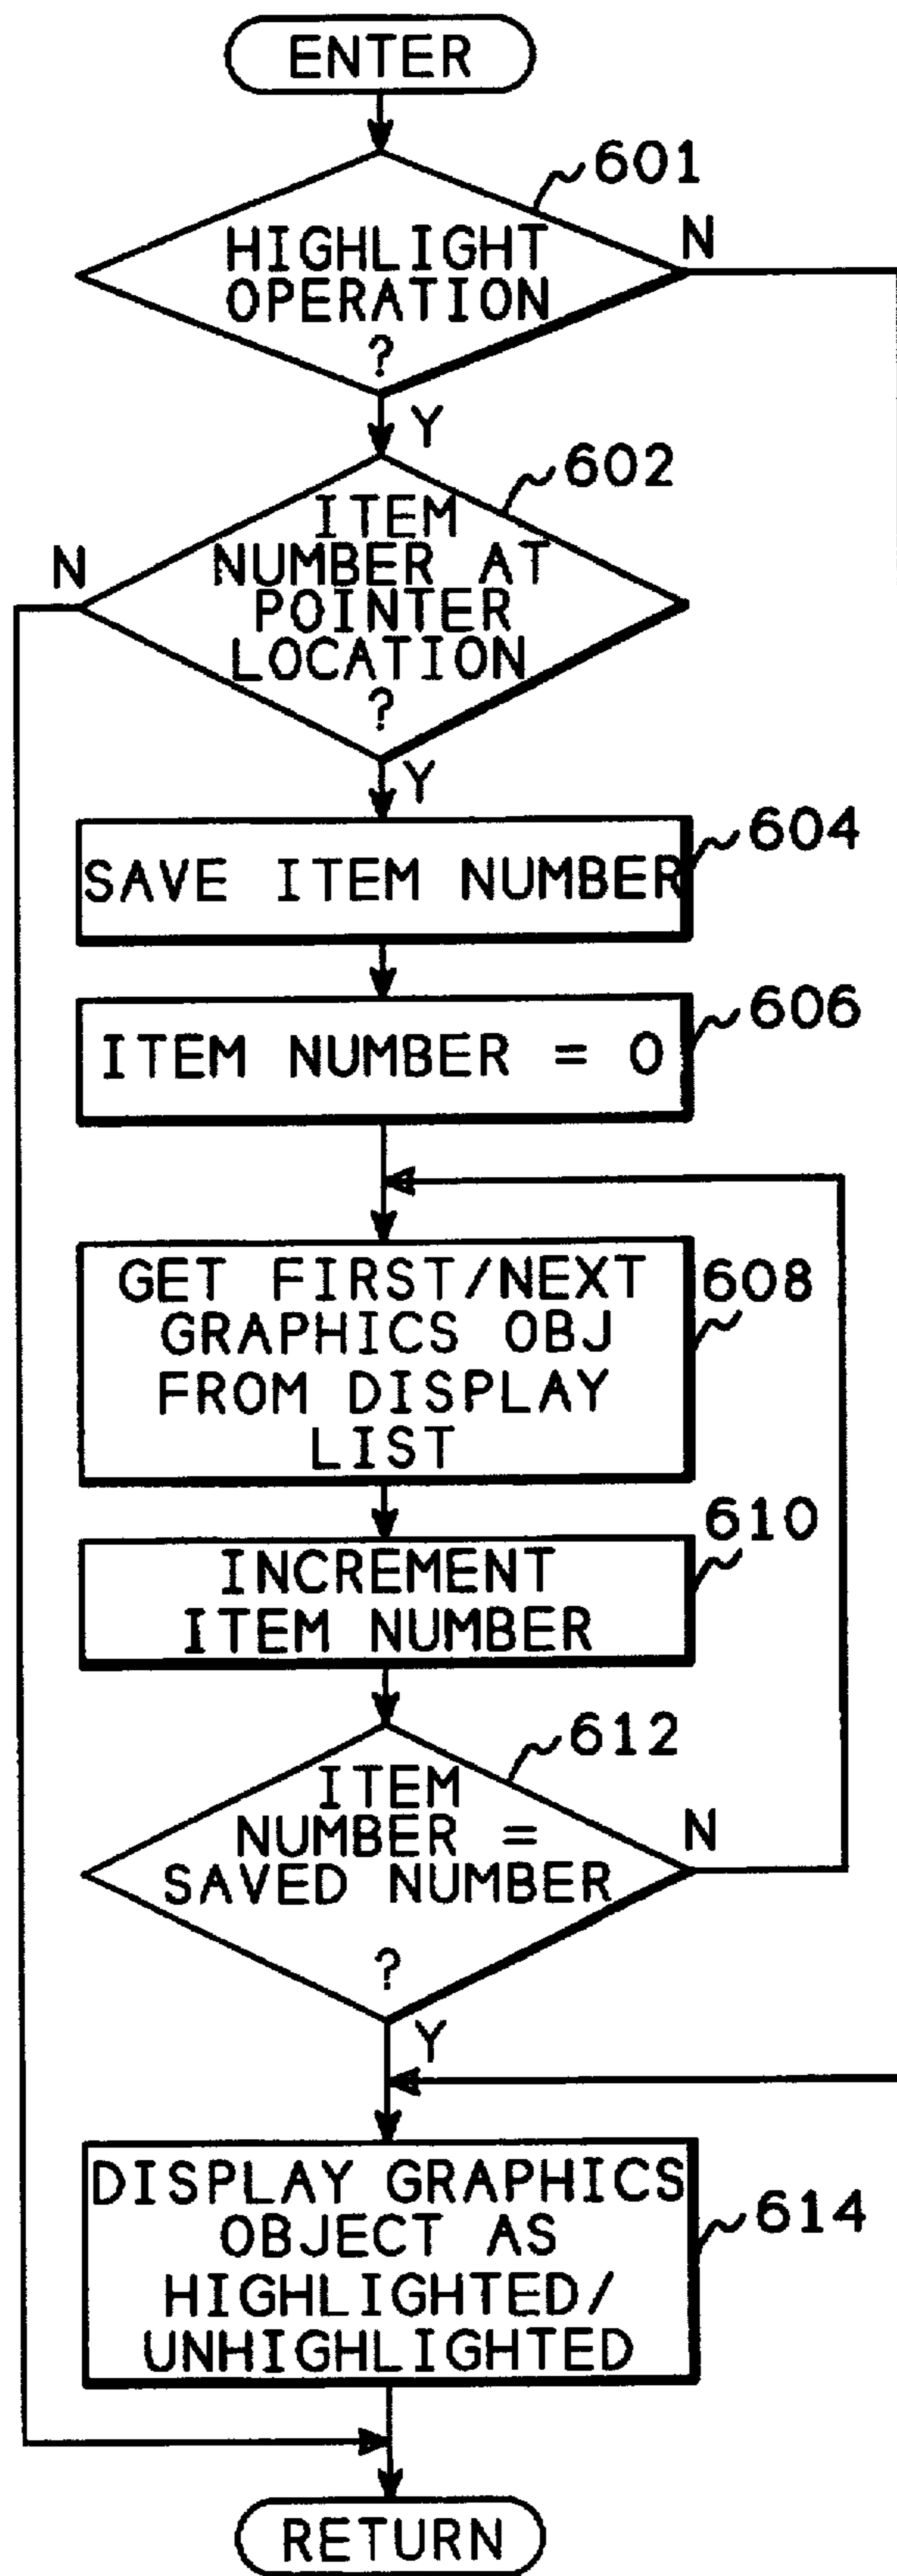 ENTER
601
HIGHLIGHT
OPERATION
?
N
Y
602
ITEM
NUMBER AT
POINTER
LOCATION
?
N
Y
604
SAVE ITEM NUMBER
606
ITEM NUMBER = 0
608
GET FIRST/NEXT
GRAPHICS OBJ
FROM DISPLAY
LIST
610
INCREMENT
ITEM NUMBER
612
ITEM
NUMBER =
SAVED NUMBER
?
N
Y
614
DISPLAY GRAPHICS
OBJECT AS
HIGHLIGHTED/
UNHIGHLIGHTED
RETURN